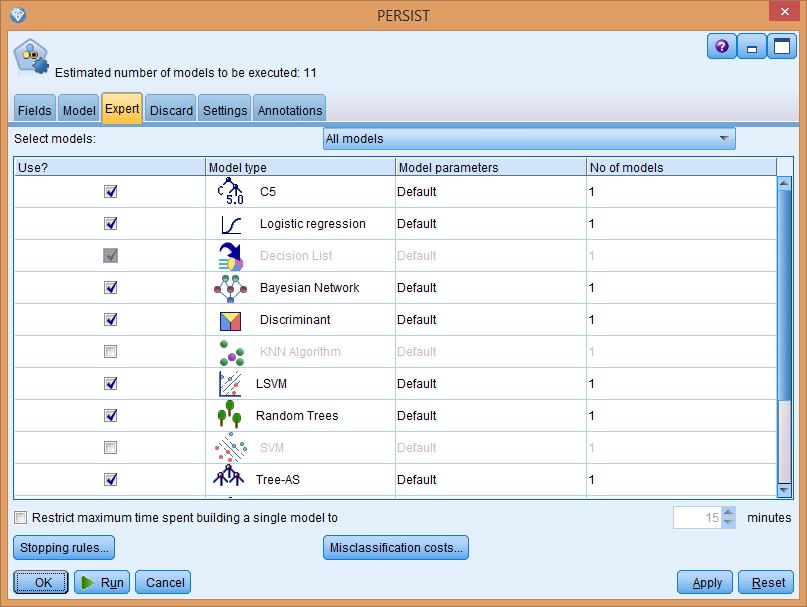 PERSIST
Estimated number of models to be executed: 11
Fields Model Expert Discard Settings Annotations
Select models: All models
Use? Model type Model parameters No of models
C 5.0 C5 Default 1
Logistic regression Default 1
Decision List Default 1
Bayesian Network Default 1
Discriminant Default 1
KNN Algorithm Default 1
LSVM Default 1
Random Trees Default 1
SVM Default 1
Tree-AS Default 1
Restrict maximum time spent building a single model to 15 minutes
Stopping rules... Misclassification costs...
OK Run Cancel Apply Reset